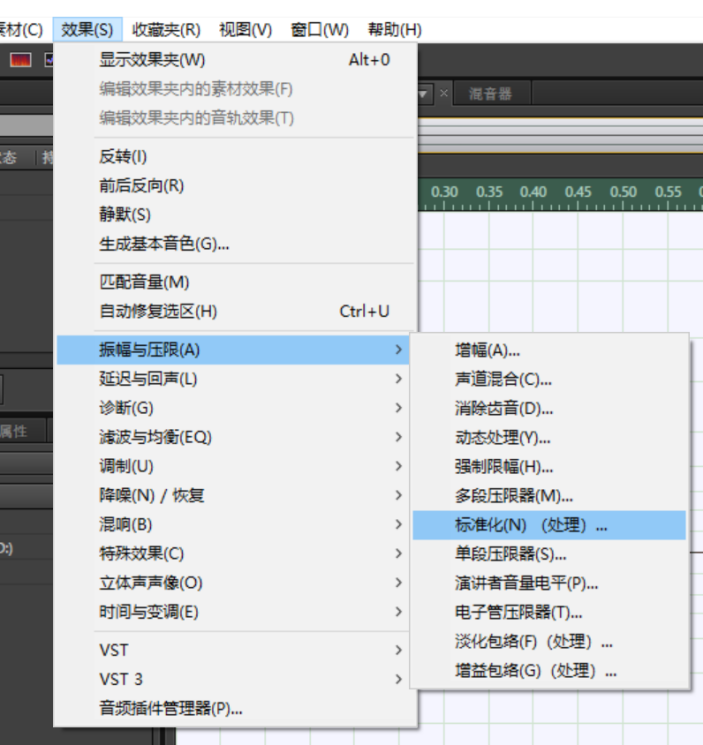 素材(C) 效果(S) 收藏夹(R) 视图(V) 窗口(W) 帮助(H)
显示效果夹(W) Alt+0
编辑效果夹内的素材效果(F)
混音器
编辑效果夹内的音轨效果(T)
反转(I)
态 持
前后反向(R)
0.30 0.35 0.40 0.45 0.50 0.55
静默(S)
生成基本音色(G)...
匹配音量(M)
自动修复选区(H) Ctrl+U
振幅与压限(A)
增幅(A)...
延迟与回声(L)
声道混合(C)...
诊断(G)
消除齿音(D)...
属性
滤波与均衡(EQ)
动态处理(Y)...
调制(U)
强制限幅(H)...
降噪(N) / 恢复
多段压限器(M)...
混响(B)
标准化(N) （处理）...
D:)
特殊效果(C)
单段压限器(S)...
立体声声像(O)
演讲者音量电平(P)...
时间与变调(E)
电子管压限器(T)...
VST
淡化包络(F)（处理）...
VST 3
增益包络(G)（处理）...
音频插件管理器(P)...